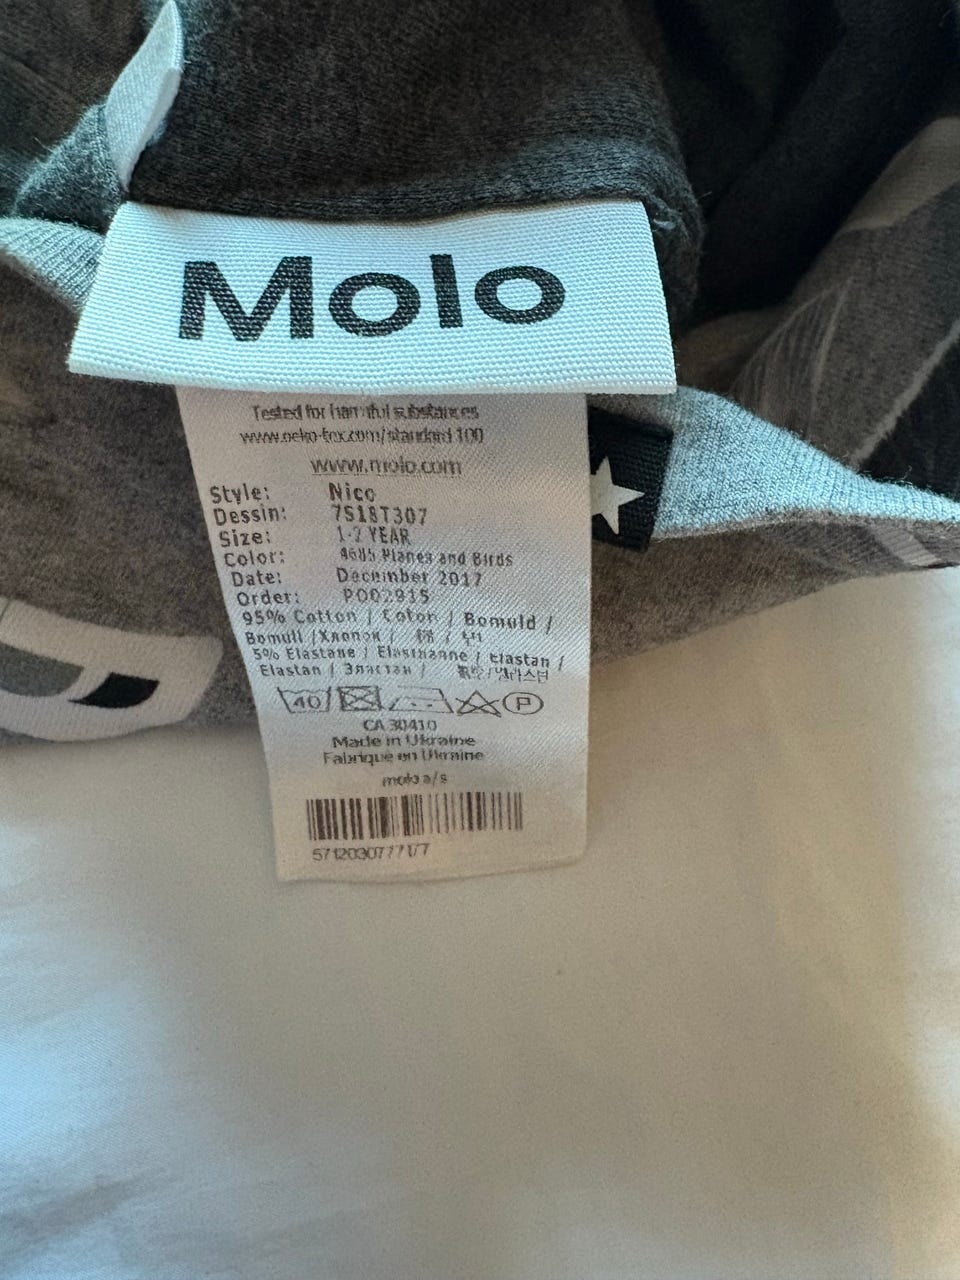 Molo
Tested for harmful substances
www.oeko-tex.com/standard 100
www.molo.com
Style: Nico
Dessin: 7S18T307
Size: 1-2 YEAR
Color: 4685 Planes and Birds
Date: December 2017
Order: PO02915
95% Cotton / Coton / Bomuld /
Bomull /Хлопок / 棉 /
5% Elastane / Elasthanne / Elastan /
Elastan / Эластан /
40 P
CA 30410
Made in Ukraine
Fabrique en Ukraine
molo a/s